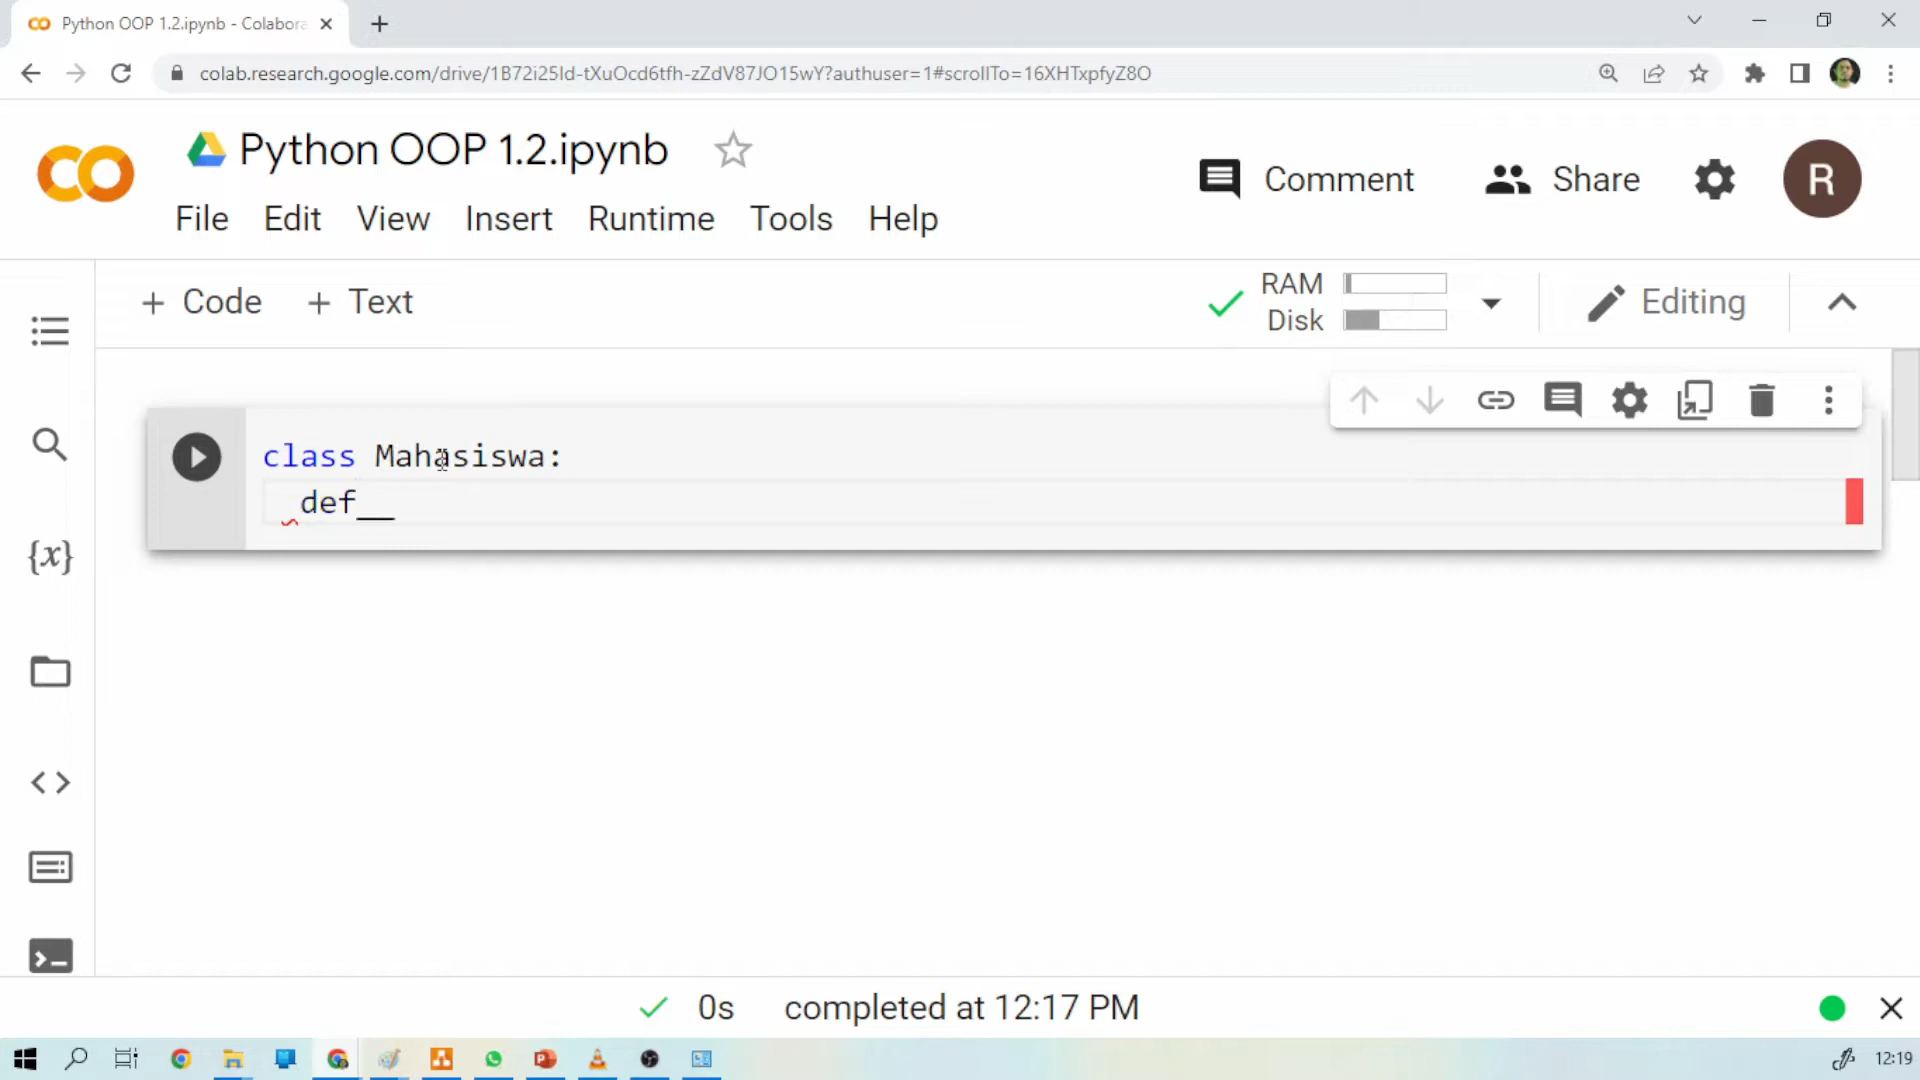 Python OOP 1.2.ipynb - Colabora
colab.research.google.com/drive/1B72i25Id-tXuOcd6tfh-zZdV87JO15wY?authuser=1#scrollTo=16XHTxpfyZ8O
Python OOP 1.2.ipynb
Comment
Share
R
File Edit View Insert Runtime Tools Help
+ Code + Text
RAM
Disk
Editing
class Mahasiswa:
def__
{x}
0s completed at 12:17 PM
12:19